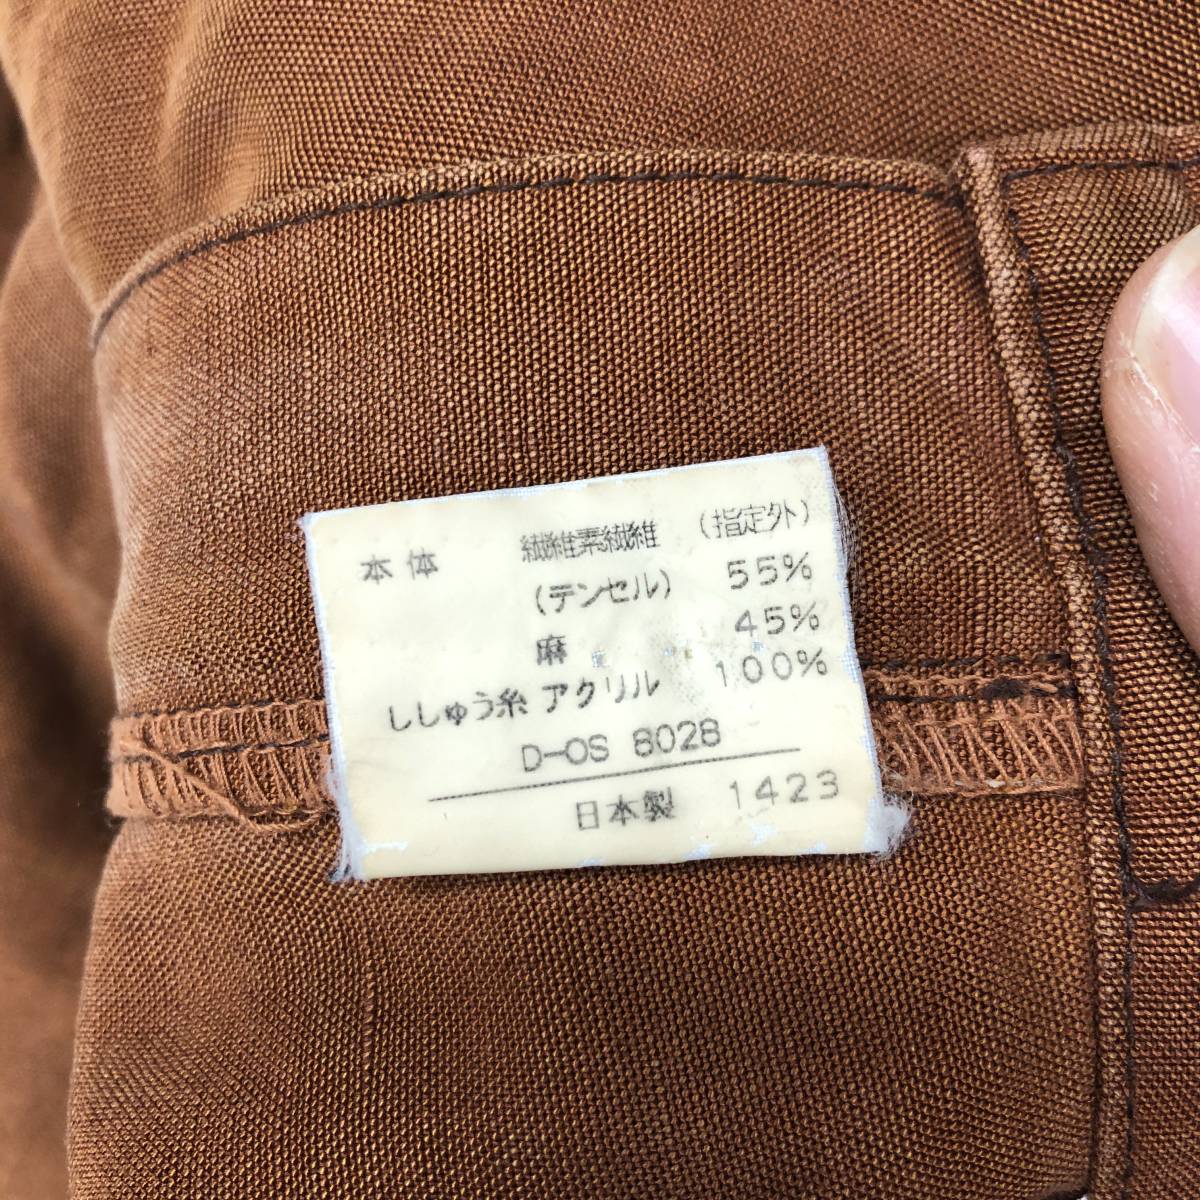 本体 繊維素繊維 (指定外)
(テンセル) 55%
麻 45%
ししゅう糸 アクリル 100%
D-OS 8028
日本製 1423